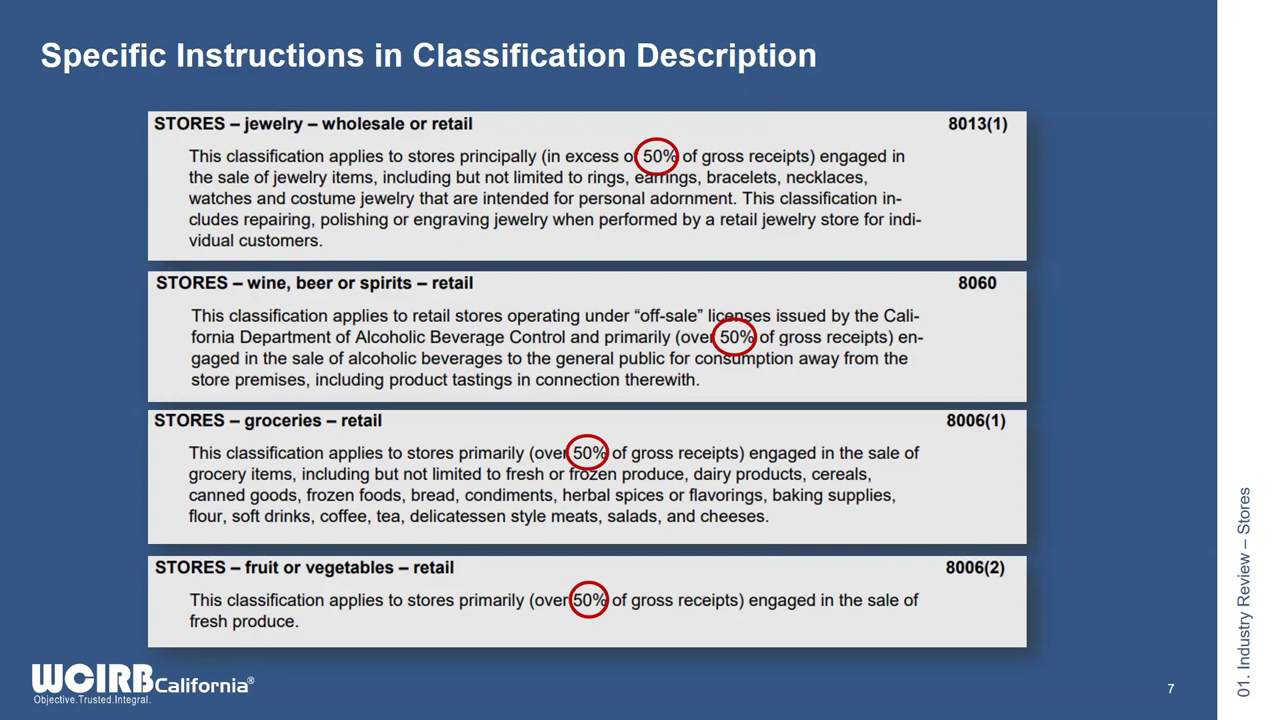 Specific Instructions in Classification Description
STORES – jewelry – wholesale or retail 8013(1)
This classification applies to stores principally (in excess of 50% of gross receipts) engaged in
the sale of jewelry items, including but not limited to rings, earrings, bracelets, necklaces,
watches and costume jewelry that are intended for personal adornment. This classification in-
cludes repairing, polishing or engraving jewelry when performed by a retail jewelry store for indi-
vidual customers.
STORES – wine, beer or spirits – retail 8060
This classification applies to retail stores operating under “off-sale” licenses issued by the Cali-
fornia Department of Alcoholic Beverage Control and primarily (over 50% of gross receipts) en-
gaged in the sale of alcoholic beverages to the general public for consumption away from the
store premises, including product tastings in connection therewith.
STORES – groceries – retail 8006(1)
This classification applies to stores primarily (over 50% of gross receipts) engaged in the sale of
grocery items, including but not limited to fresh or frozen produce, dairy products, cereals,
canned goods, frozen foods, bread, condiments, herbal spices or flavorings, baking supplies,
flour, soft drinks, coffee, tea, delicatessen style meats, salads, and cheeses.
STORES – fruit or vegetables – retail 8006(2)
This classification applies to stores primarily (over 50% of gross receipts) engaged in the sale of
fresh produce.
WCIRB California®
Objective.Trusted.Integral.
7
01. Industry Review – Stores